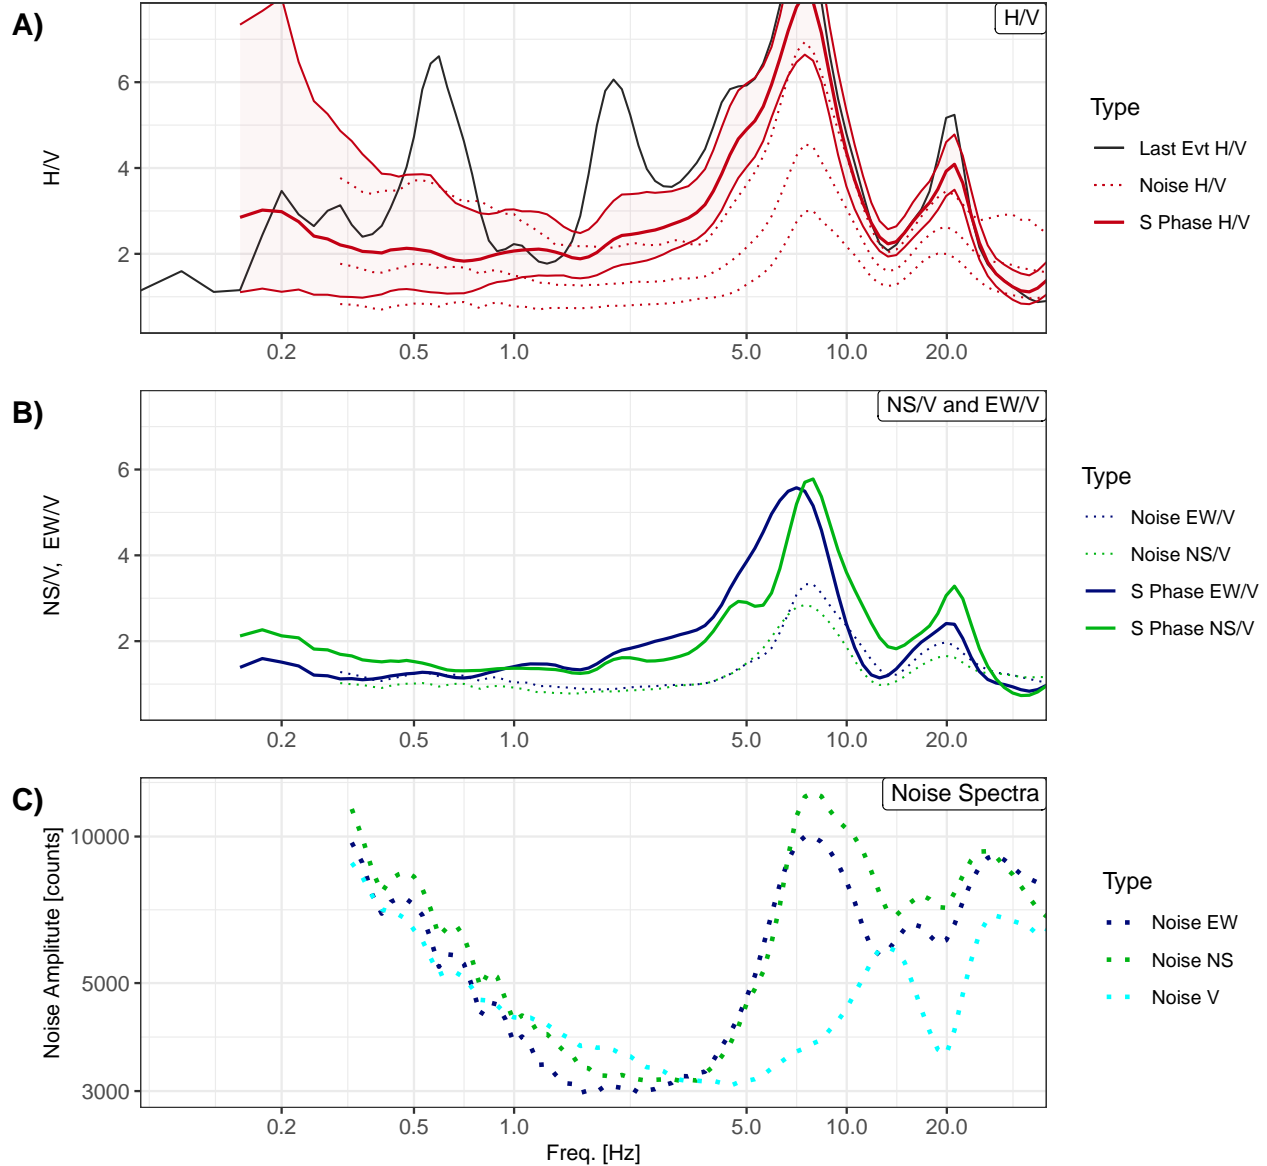 A)
H/V
H/V
6
4
2
0.2 0.5 1.0 5.0 10.0 20.0
Type
Last Evt H/V
Noise H/V
S Phase H/V
B)
NS/V and EW/V
NS/V, EW/V
6
4
2
0.2 0.5 1.0 5.0 10.0 20.0
Type
Noise EW/V
Noise NS/V
S Phase EW/V
S Phase NS/V
C)
Noise Spectra
Noise Amplitute [counts]
10000
5000
3000
0.2 0.5 1.0 5.0 10.0 20.0
Freq. [Hz]
Type
Noise EW
Noise NS
Noise V